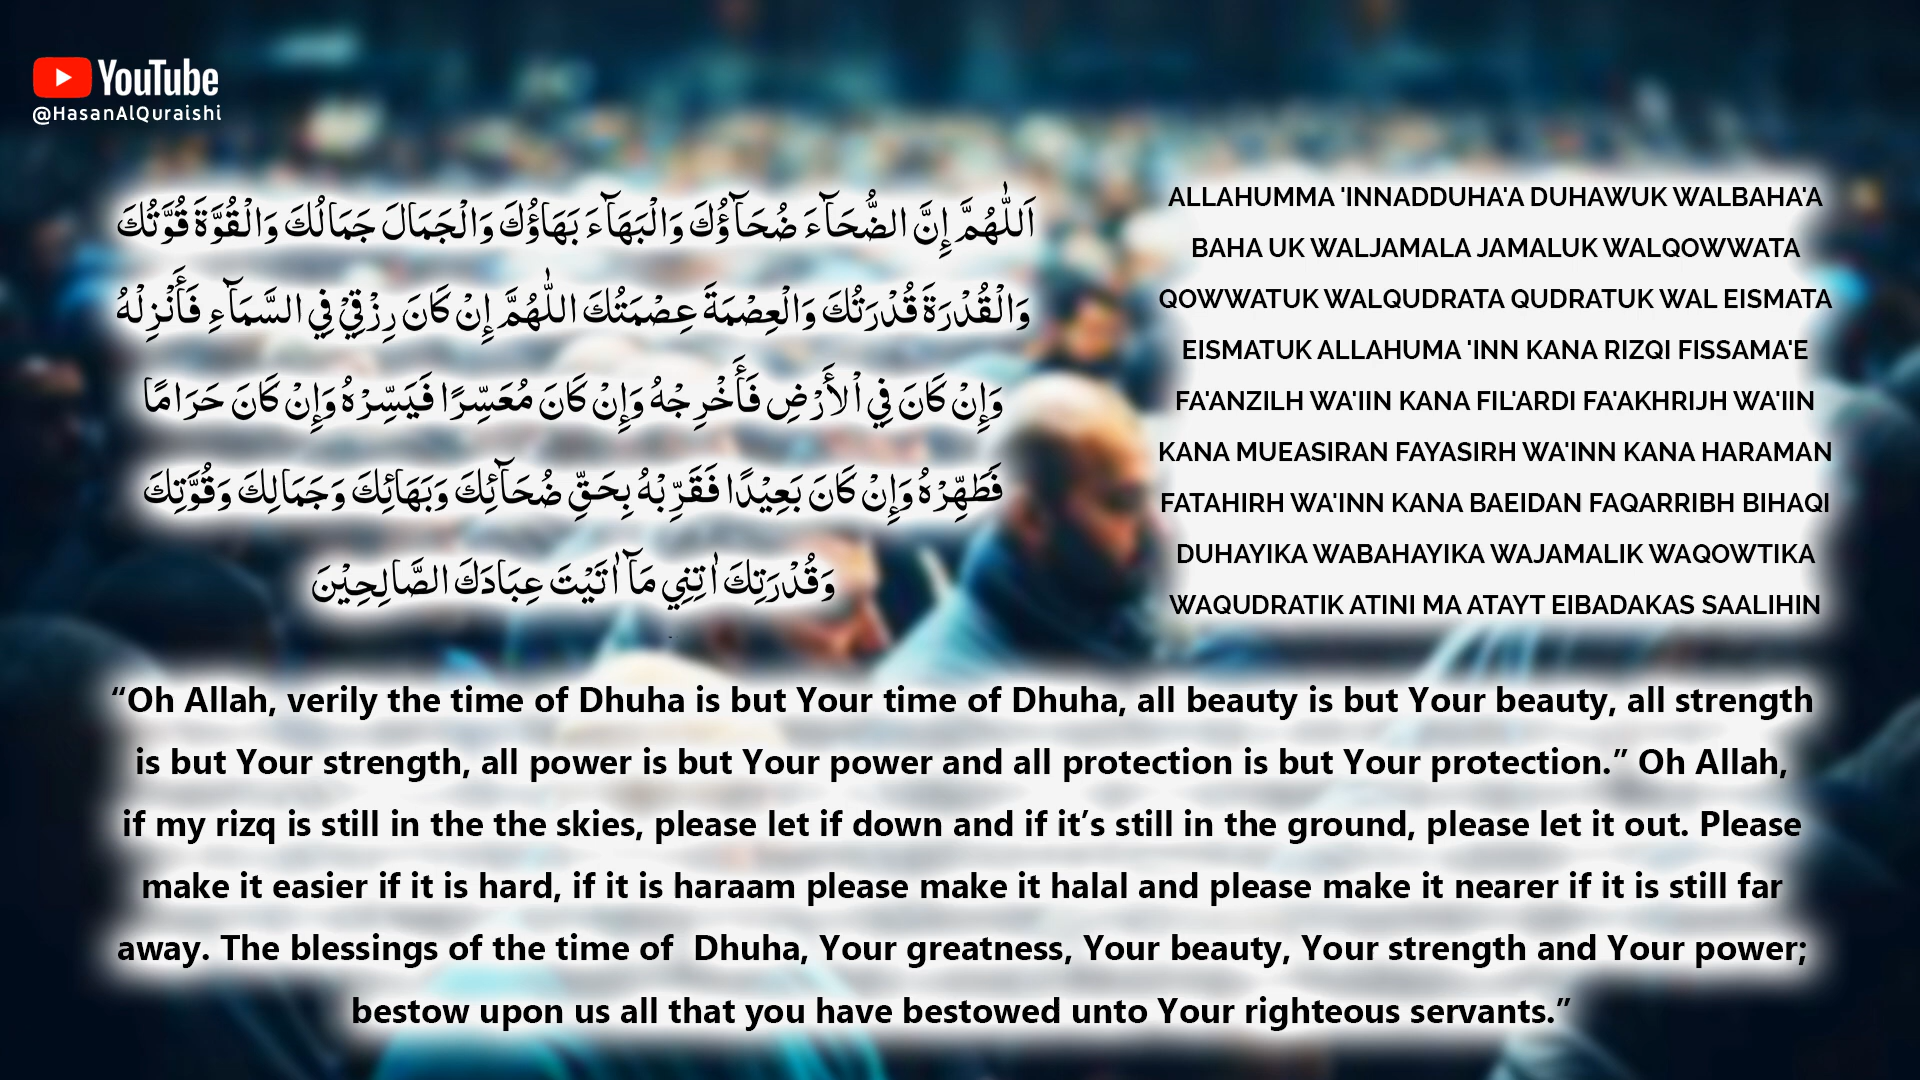 YouTube
@HasanAlQuraishi
اَللّٰهُمَّ إِنَّ الضُّحَآءَ ضُحَآؤُكَ وَالْبَهَآءَ بَهَاؤُكَ وَالْجَمَالَ جَمَالُكَ وَالْقُوَّةَ قُوَّتُكَ
وَالْقُدْرَةَ قُدْرَتُكَ وَالْعِصْمَةَ عِصْمَتُكَ اللّٰهُمَّ إِنْ كَانَ رِزْقِيْ فِي السَّمَآءِ فَأَنْزِلْهُ
وَإِنْ كَانَ فِي اْلأَرْضِ فَأَخْرِجْهُ وَإِنْ كَانَ مُعَسِّرًا فَيَسِّرْهُ وَإِنْ كَانَ حَرَامًا
فَطَهِّرْهُ وَإِنْ كَانَ بَعِيْدًا فَقَرِّبْهُ بِحَقِّ ضُحَآئِكَ وَبَهَائِكَ وَجَمَالِكَ وَقُوَّتِكَ
وَقُدْرَتِكَ اٰتِنِي مَآ اٰتَيْتَ عِبَادَكَ الصَّالِحِيْنَ
ALLAHUMMA 'INNADDUHA'A DUHAWUK WALBAHA'A
BAHA UK WALJAMALA JAMALUK WALQOWWATA
QOWWATUK WALQUDRATA QUDRATUK WAL EISMATA
EISMATUK ALLAHUMA 'INN KANA RIZQI FISSAMA'E
FA'ANZILH WA'IIN KANA FIL'ARDI FA'AKHRIJH WA'IIN
KANA MUEASIRAN FAYASIRH WA'INN KANA HARAMAN
FATAHIRH WA'INN KANA BAEIDAN FAQARRIBH BIHAQI
DUHAYIKA WABAHAYIKA WAJAMALIK WAQOWTIKA
WAQUDRATIK ATINI MA ATAYT EIBADAKAS SAALIHIN
“Oh Allah, verily the time of Dhuha is but Your time of Dhuha, all beauty is but Your beauty, all strength
is but Your strength, all power is but Your power and all protection is but Your protection.” Oh Allah,
if my rizq is still in the the skies, please let if down and if it’s still in the ground, please let it out. Please
make it easier if it is hard, if it is haraam please make it halal and please make it nearer if it is still far
away. The blessings of the time of  Dhuha, Your greatness, Your beauty, Your strength and Your power;
bestow upon us all that you have bestowed unto Your righteous servants.”